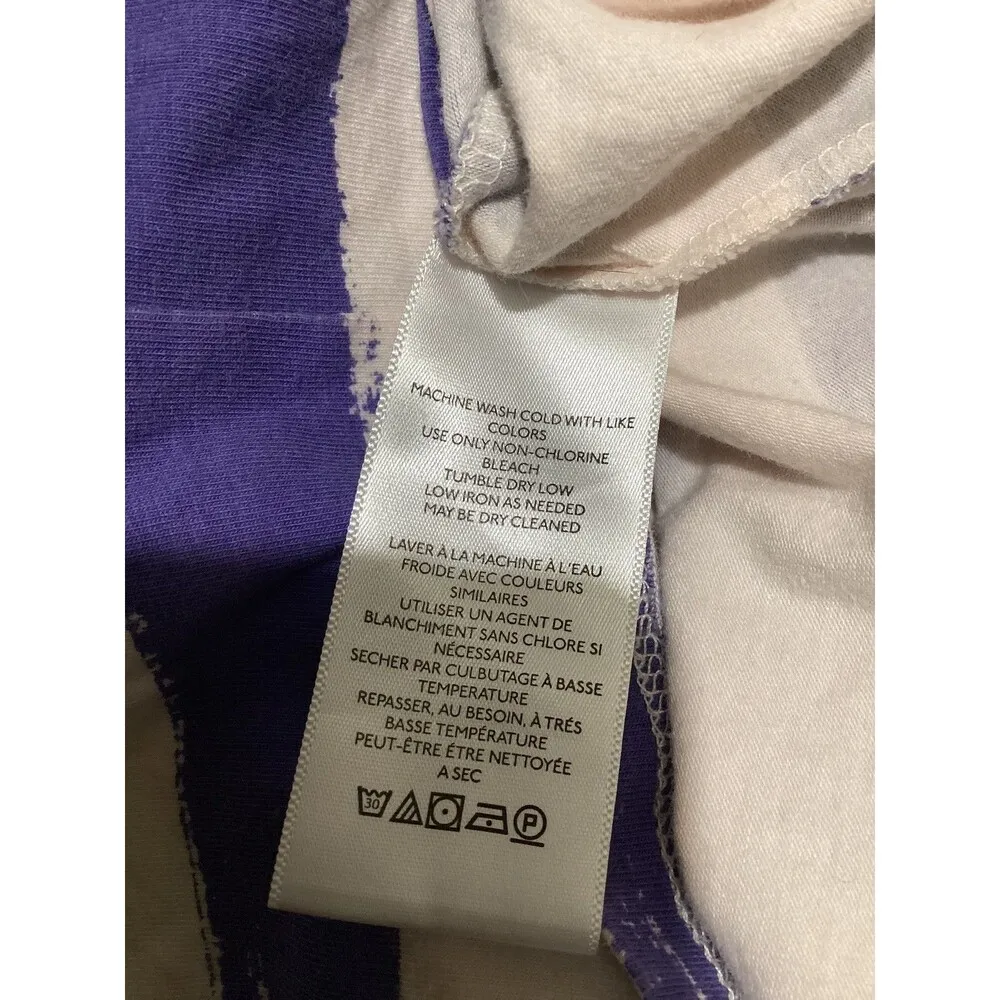 MACHINE WASH COLD WITH LIKE
COLORS
USE ONLY NON-CHLORINE
BLEACH
TUMBLE DRY LOW
LOW IRON AS NEEDED
MAY BE DRY CLEANED
LAVER À LA MACHINE À L'EAU
FROIDE AVEC COULEURS
SIMILAIRES
UTILISER UN AGENT DE
BLANCHIMENT SANS CHLORE SI
NÉCESSAIRE
SECHER PAR CULBUTAGE À BASSE
TEMPERATURE
REPASSER, AU BESOIN, À TRÉS
BASSE TEMPÉRATURE
PEUT-ÊTRE ÉTRE NETTOYÉE
A SEC
30 P